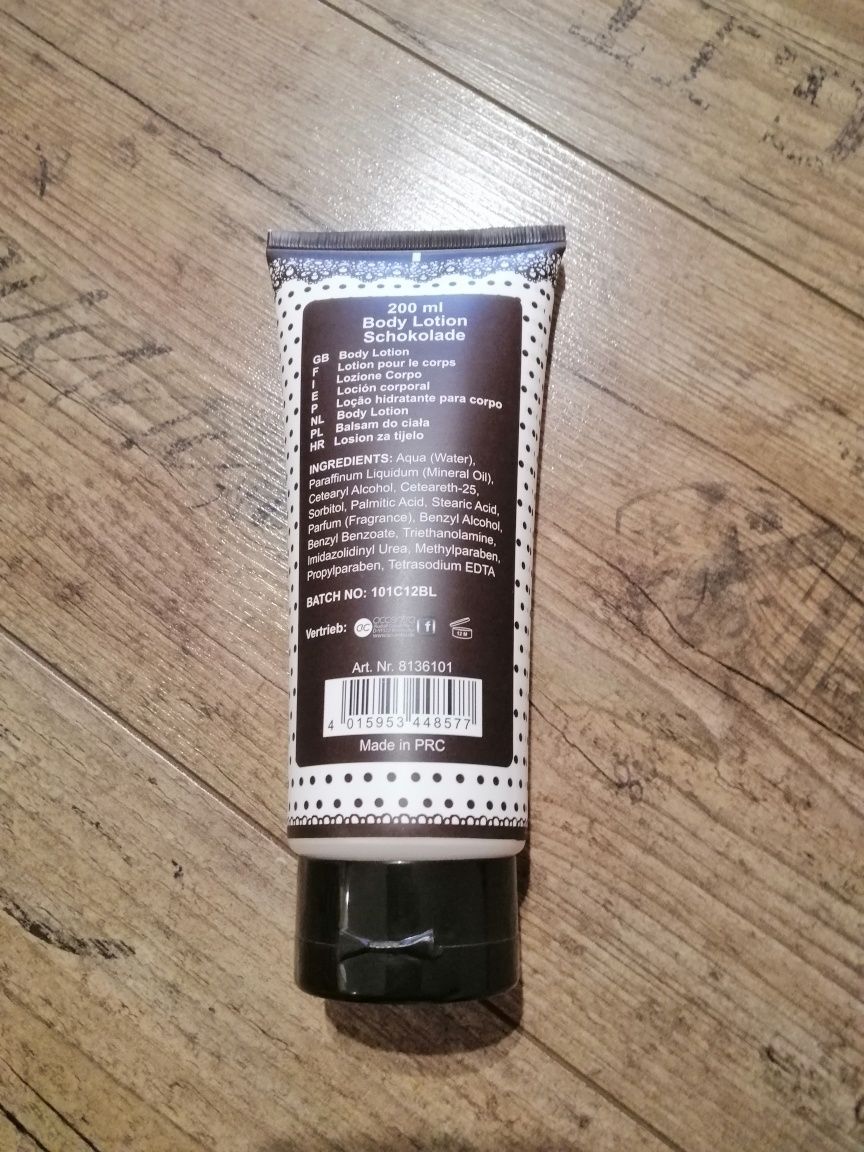 200 ml
Body Lotion
Schokolade
GB Body Lotion
F Lotion pour le corps
I Lozione Corpo
E Loción corporal
P Loção hidratante para corpo
NL Body Lotion
PL Balsam do ciała
HR Losion za tijelo
INGREDIENTS: Aqua (Water),
Paraffinum Liquidum (Mineral Oil),
Cetearyl Alcohol, Ceteareth-25,
Sorbitol, Palmitic Acid, Stearic Acid,
Parfum (Fragrance), Benzyl Alcohol,
Benzyl Benzoate, Triethanolamine,
Imidazolidinyl Urea, Methylparaben,
Propylparaben, Tetrasodium EDTA
BATCH NO: 101C12BL
Vertrieb: ac accentra f 12 M
Art. Nr. 8136101
4 015953 448577
Made in PRC